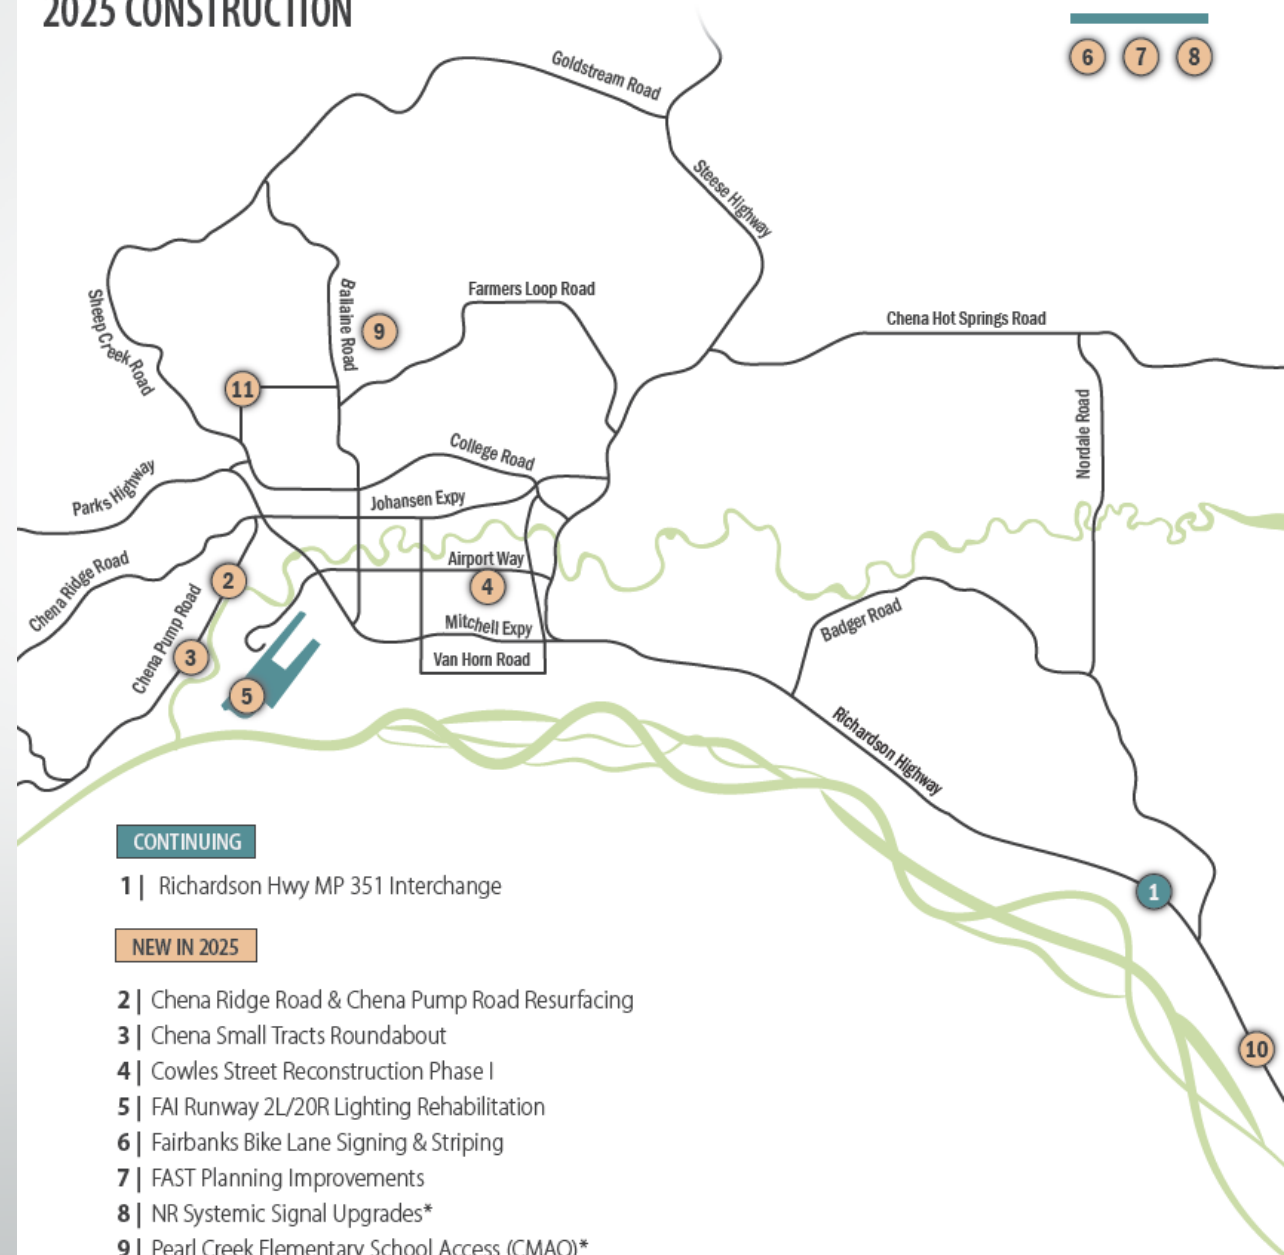 2025 CONSTRUCTION
6 7 8
Goldstream Road
Steese Highway
Sheep Creek Road
Ballaine Road
9
Farmers Loop Road
Chena Hot Springs Road
11
Nordale Road
College Road
Parks Highway
Johansen Expy
Chena Ridge Road
Airport Way
2
4
Chena Pump Road
Badger Road
Mitchell Expy
3
Van Horn Road
5
Richardson Highway
CONTINUING
1 | Richardson Hwy MP 351 Interchange
1
NEW IN 2025
2 | Chena Ridge Road & Chena Pump Road Resurfacing
3 | Chena Small Tracts Roundabout
10
4 | Cowles Street Reconstruction Phase I
5 | FAI Runway 2L/20R Lighting Rehabilitation
6 | Fairbanks Bike Lane Signing & Striping
7 | FAST Planning Improvements
8 | NR Systemic Signal Upgrades*
9 | Pearl Creek Elementary School Access (CMAQ)*